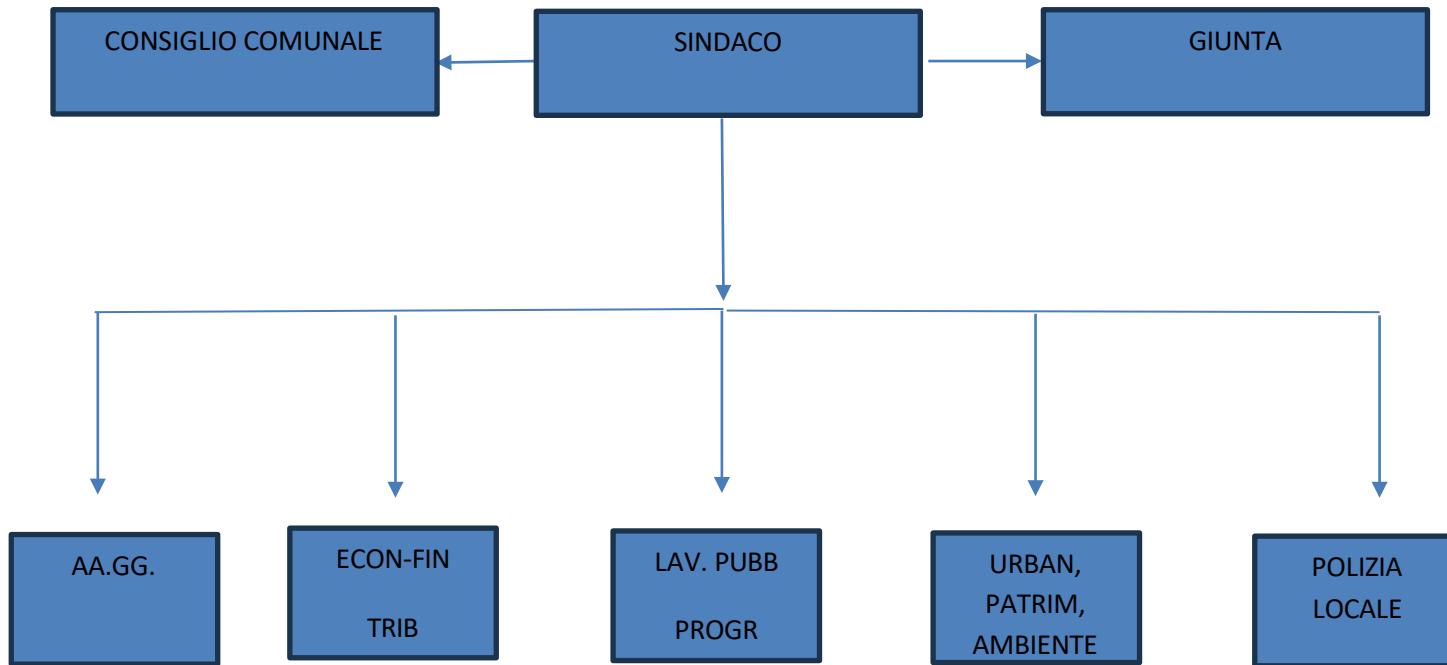 CONSIGLIO COMUNALE
SINDACO
GIUNTA
AA.GG.
ECON-FIN
TRIB
LAV. PUBB
PROGR
URBAN,
PATRIM,
AMBIENTE
POLIZIA
LOCALE